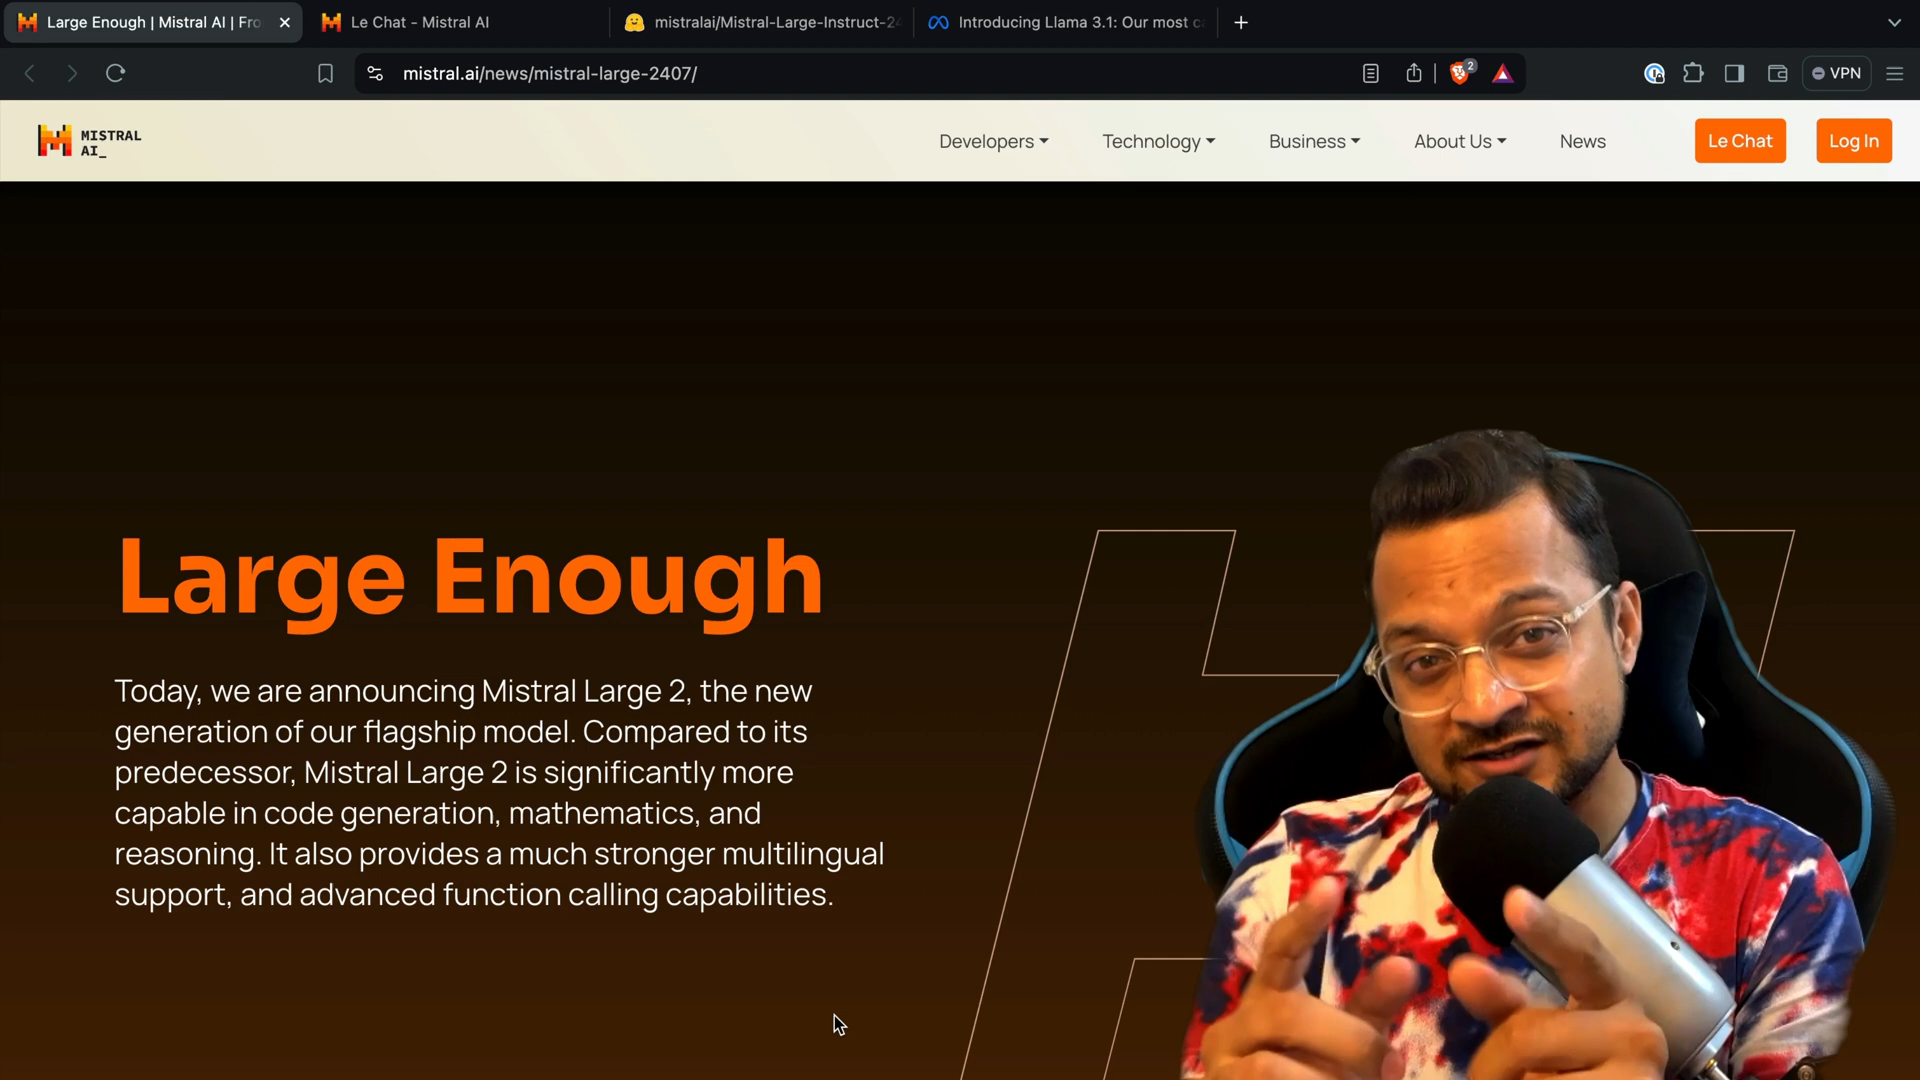 Large Enough | Mistral AI | Fro
Le Chat - Mistral AI
mistralai/Mistral-Large-Instruct-24
Introducing Llama 3.1: Our most ca
mistral.ai/news/mistral-large-2407/
2
VPN
MISTRAL
AI_
Developers
Technology
Business
About Us
News
Le Chat
Log In
Large Enough
Today, we are announcing Mistral Large 2, the new
generation of our flagship model. Compared to its
predecessor, Mistral Large 2 is significantly more
capable in code generation, mathematics, and
reasoning. It also provides a much stronger multilingual
support, and advanced function calling capabilities.